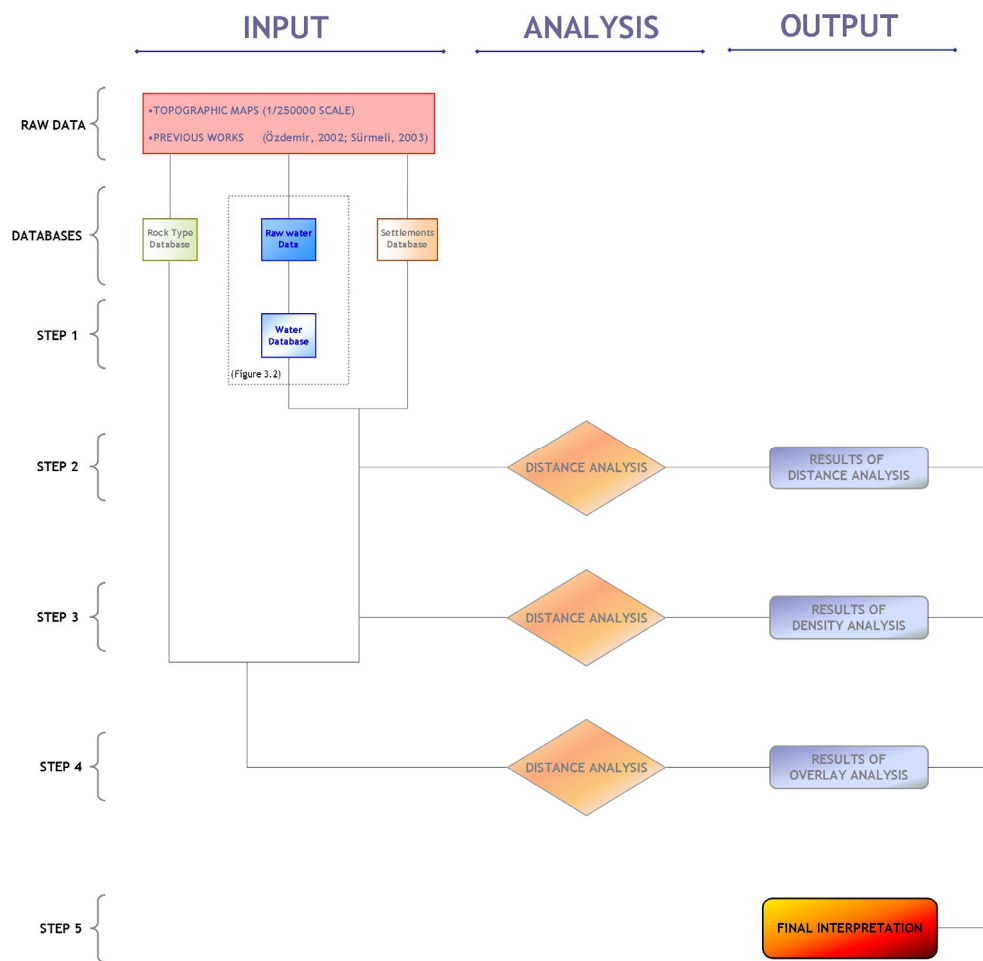 INPUT
ANALYSIS
OUTPUT
RAW DATA
•TOPOGRAPHIC MAPS (1/250000 SCALE)
•PREVIOUS WORKS (Özdemir, 2002; Sürmeli, 2003)
DATABASES
Rock Type
Database
Raw water
Data
Settlements
Database
STEP 1
Water
Database
(Figure 3.2)
STEP 2
DISTANCE ANALYSIS
RESULTS OF
DISTANCE ANALYSIS
STEP 3
DISTANCE ANALYSIS
RESULTS OF
DENSITY ANALYSIS
STEP 4
DISTANCE ANALYSIS
RESULTS OF
OVERLAY ANALYSIS
STEP 5
FINAL INTERPRETATION